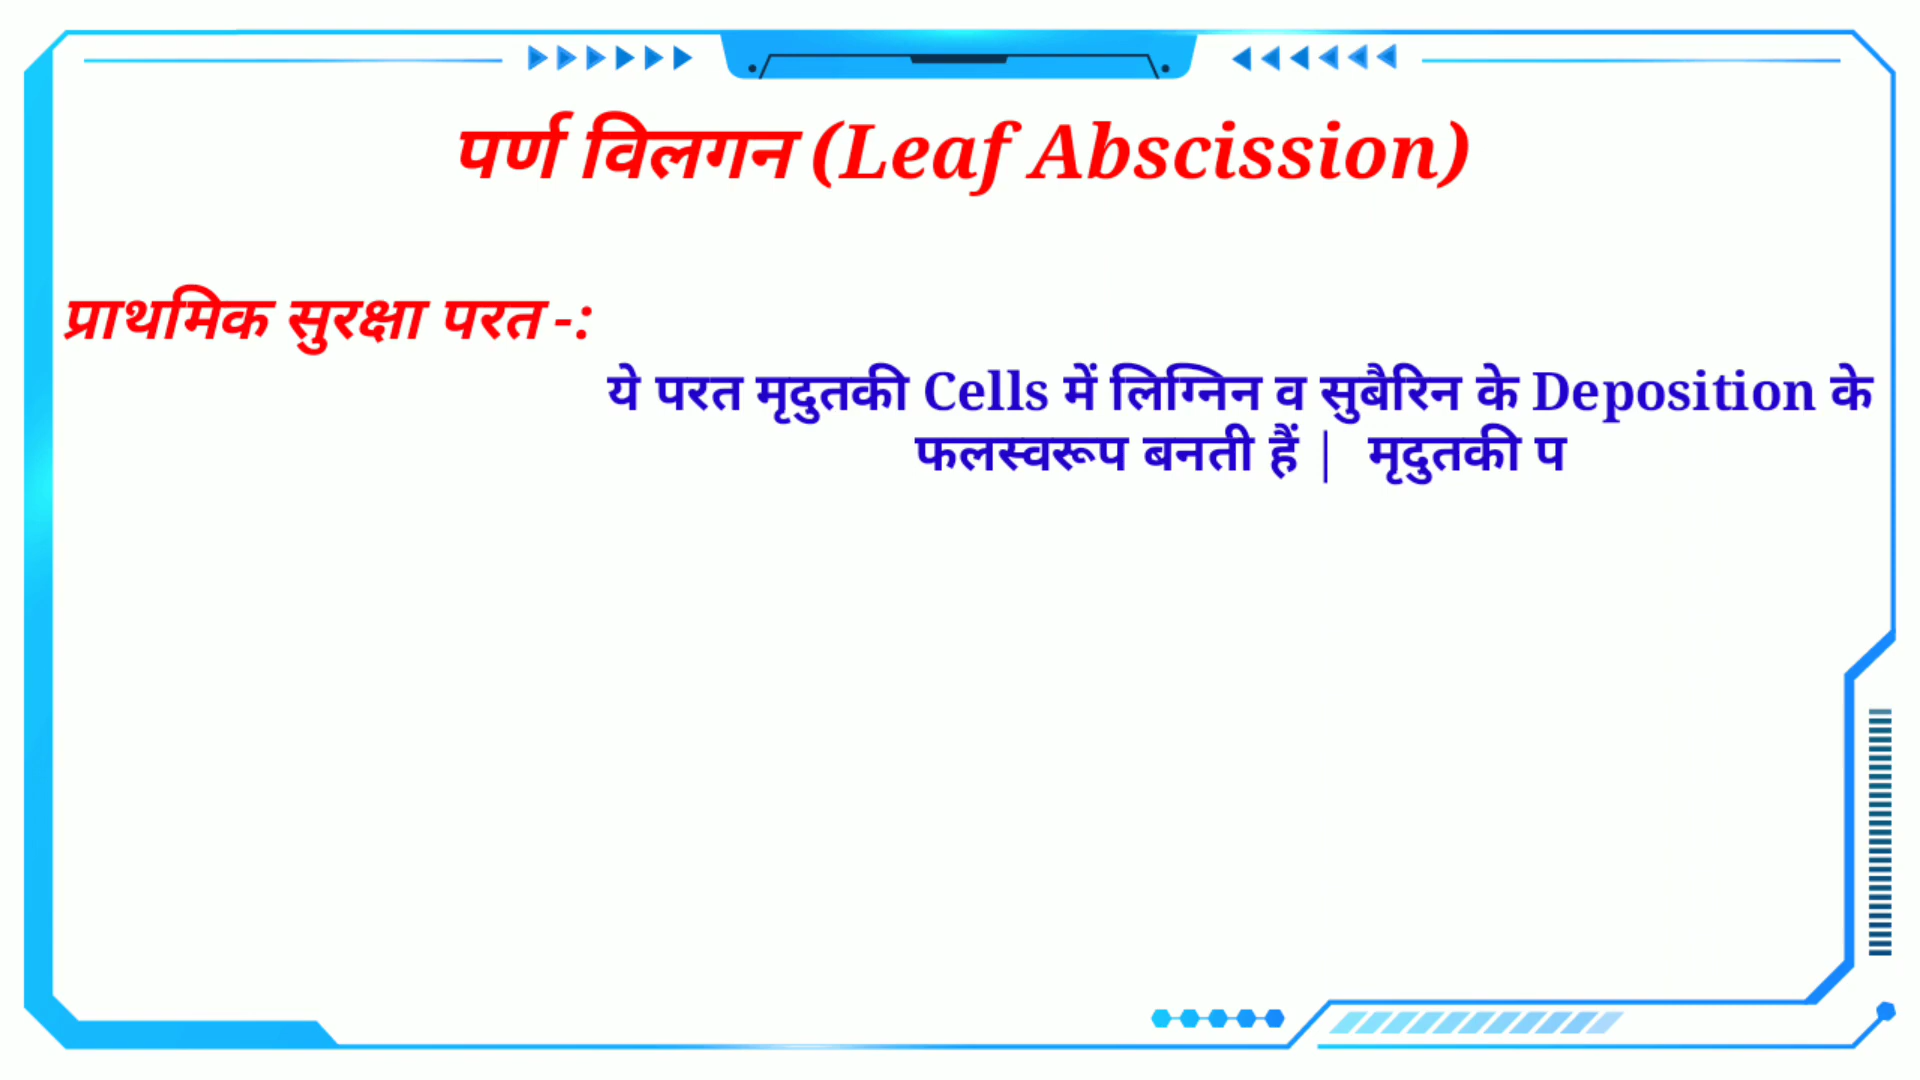 पर्ण विलगन (Leaf Abscission)
प्राथमिक सुरक्षा परत -:
ये परत मृदुतकी Cells में लिग्निन व सुबैरिन के Deposition के
फलस्वरूप बनती हैं | मृदुतकी प